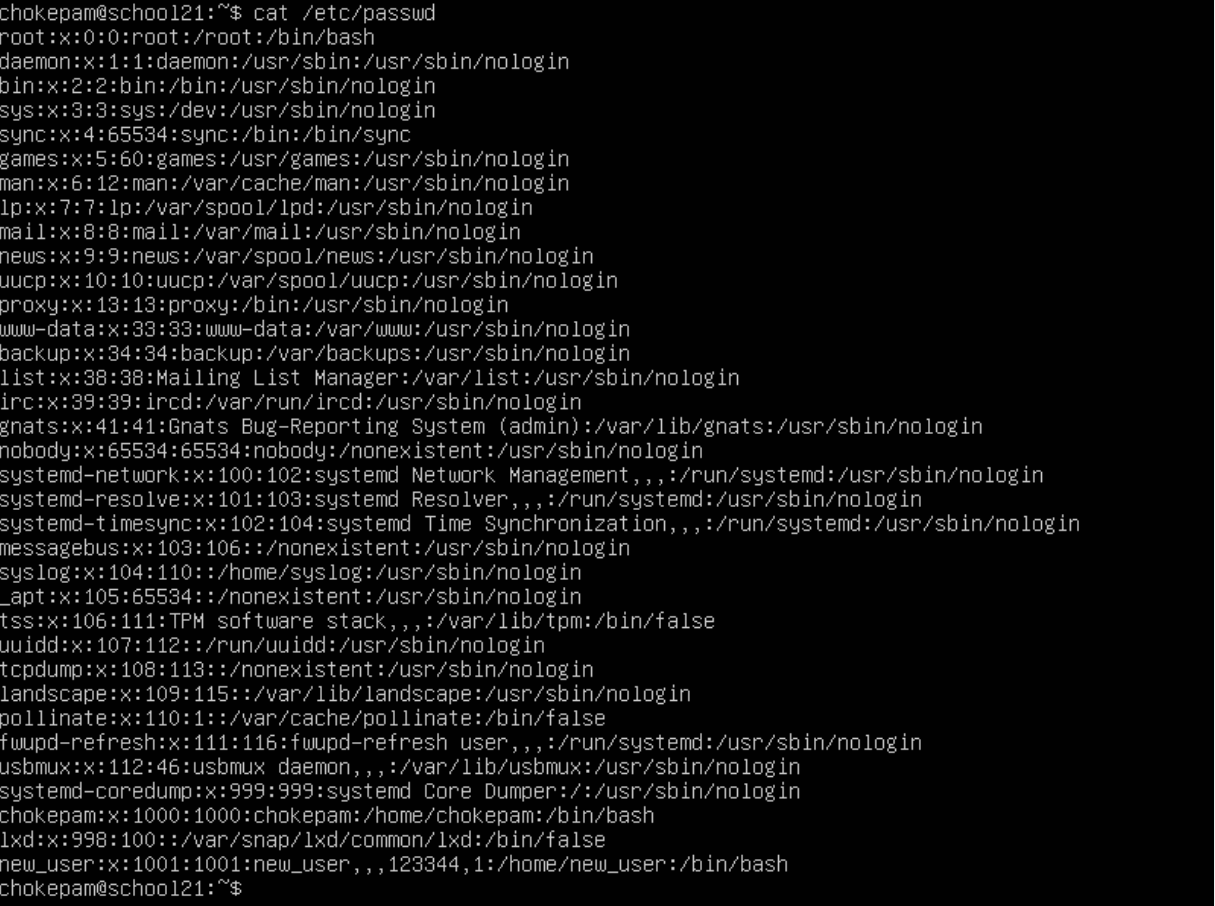 chokepam@school21:~$ cat /etc/passwd
root:x:0:0:root:/root:/bin/bash
daemon:x:1:1:daemon:/usr/sbin:/usr/sbin/nologin
bin:x:2:2:bin:/bin:/usr/sbin/nologin
sys:x:3:3:sys:/dev:/usr/sbin/nologin
sync:x:4:65534:sync:/bin:/bin/sync
games:x:5:60:games:/usr/games:/usr/sbin/nologin
man:x:6:12:man:/var/cache/man:/usr/sbin/nologin
lp:x:7:7:lp:/var/spool/lpd:/usr/sbin/nologin
mail:x:8:8:mail:/var/mail:/usr/sbin/nologin
news:x:9:9:news:/var/spool/news:/usr/sbin/nologin
uucp:x:10:10:uucp:/var/spool/uucp:/usr/sbin/nologin
proxy:x:13:13:proxy:/bin:/usr/sbin/nologin
www-data:x:33:33:www-data:/var/www:/usr/sbin/nologin
backup:x:34:34:backup:/var/backups:/usr/sbin/nologin
list:x:38:38:Mailing List Manager:/var/list:/usr/sbin/nologin
irc:x:39:39:ircd:/var/run/ircd:/usr/sbin/nologin
gnats:x:41:41:Gnats Bug-Reporting System (admin):/var/lib/gnats:/usr/sbin/nologin
nobody:x:65534:65534:nobody:/nonexistent:/usr/sbin/nologin
systemd-network:x:100:102:systemd Network Management,,,:/run/systemd:/usr/sbin/nologin
systemd-resolve:x:101:103:systemd Resolver,,,:/run/systemd:/usr/sbin/nologin
systemd-timesync:x:102:104:systemd Time Synchronization,,,:/run/systemd:/usr/sbin/nologin
messagebus:x:103:106::/nonexistent:/usr/sbin/nologin
syslog:x:104:110::/home/syslog:/usr/sbin/nologin
_apt:x:105:65534::/nonexistent:/usr/sbin/nologin
tss:x:106:111:TPM software stack,,,:/var/lib/tpm:/bin/false
uuidd:x:107:112::/run/uuidd:/usr/sbin/nologin
tcpdump:x:108:113::/nonexistent:/usr/sbin/nologin
landscape:x:109:115::/var/lib/landscape:/usr/sbin/nologin
pollinate:x:110:1::/var/cache/pollinate:/bin/false
fwupd-refresh:x:111:116:fwupd-refresh user,,,:/run/systemd:/usr/sbin/nologin
usbmux:x:112:46:usbmux daemon,,,:/var/lib/usbmux:/usr/sbin/nologin
systemd-coredump:x:999:999:systemd Core Dumper:/:/usr/sbin/nologin
chokepam:x:1000:1000:chokepam:/home/chokepam:/bin/bash
lxd:x:998:100::/var/snap/lxd/common/lxd:/bin/false
new_user:x:1001:1001:new_user,,,123344,1:/home/new_user:/bin/bash
chokepam@school21:~$